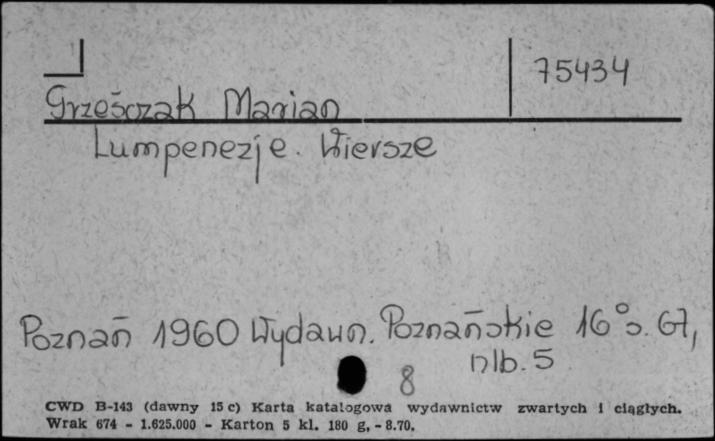 75434
Grześczak Marian
Lumpenezje. Wiersze
Poznań 1960 Wydawn. Poznańskie 16° s. 67,
nlb. 5
8
CWD B-143 (dawny 15 c) Karta katalogowa wydawnictw zwartych i ciągłych.
Wrak 674 - 1.625.000 - Karton 5 kl. 180 g, - 8.70.